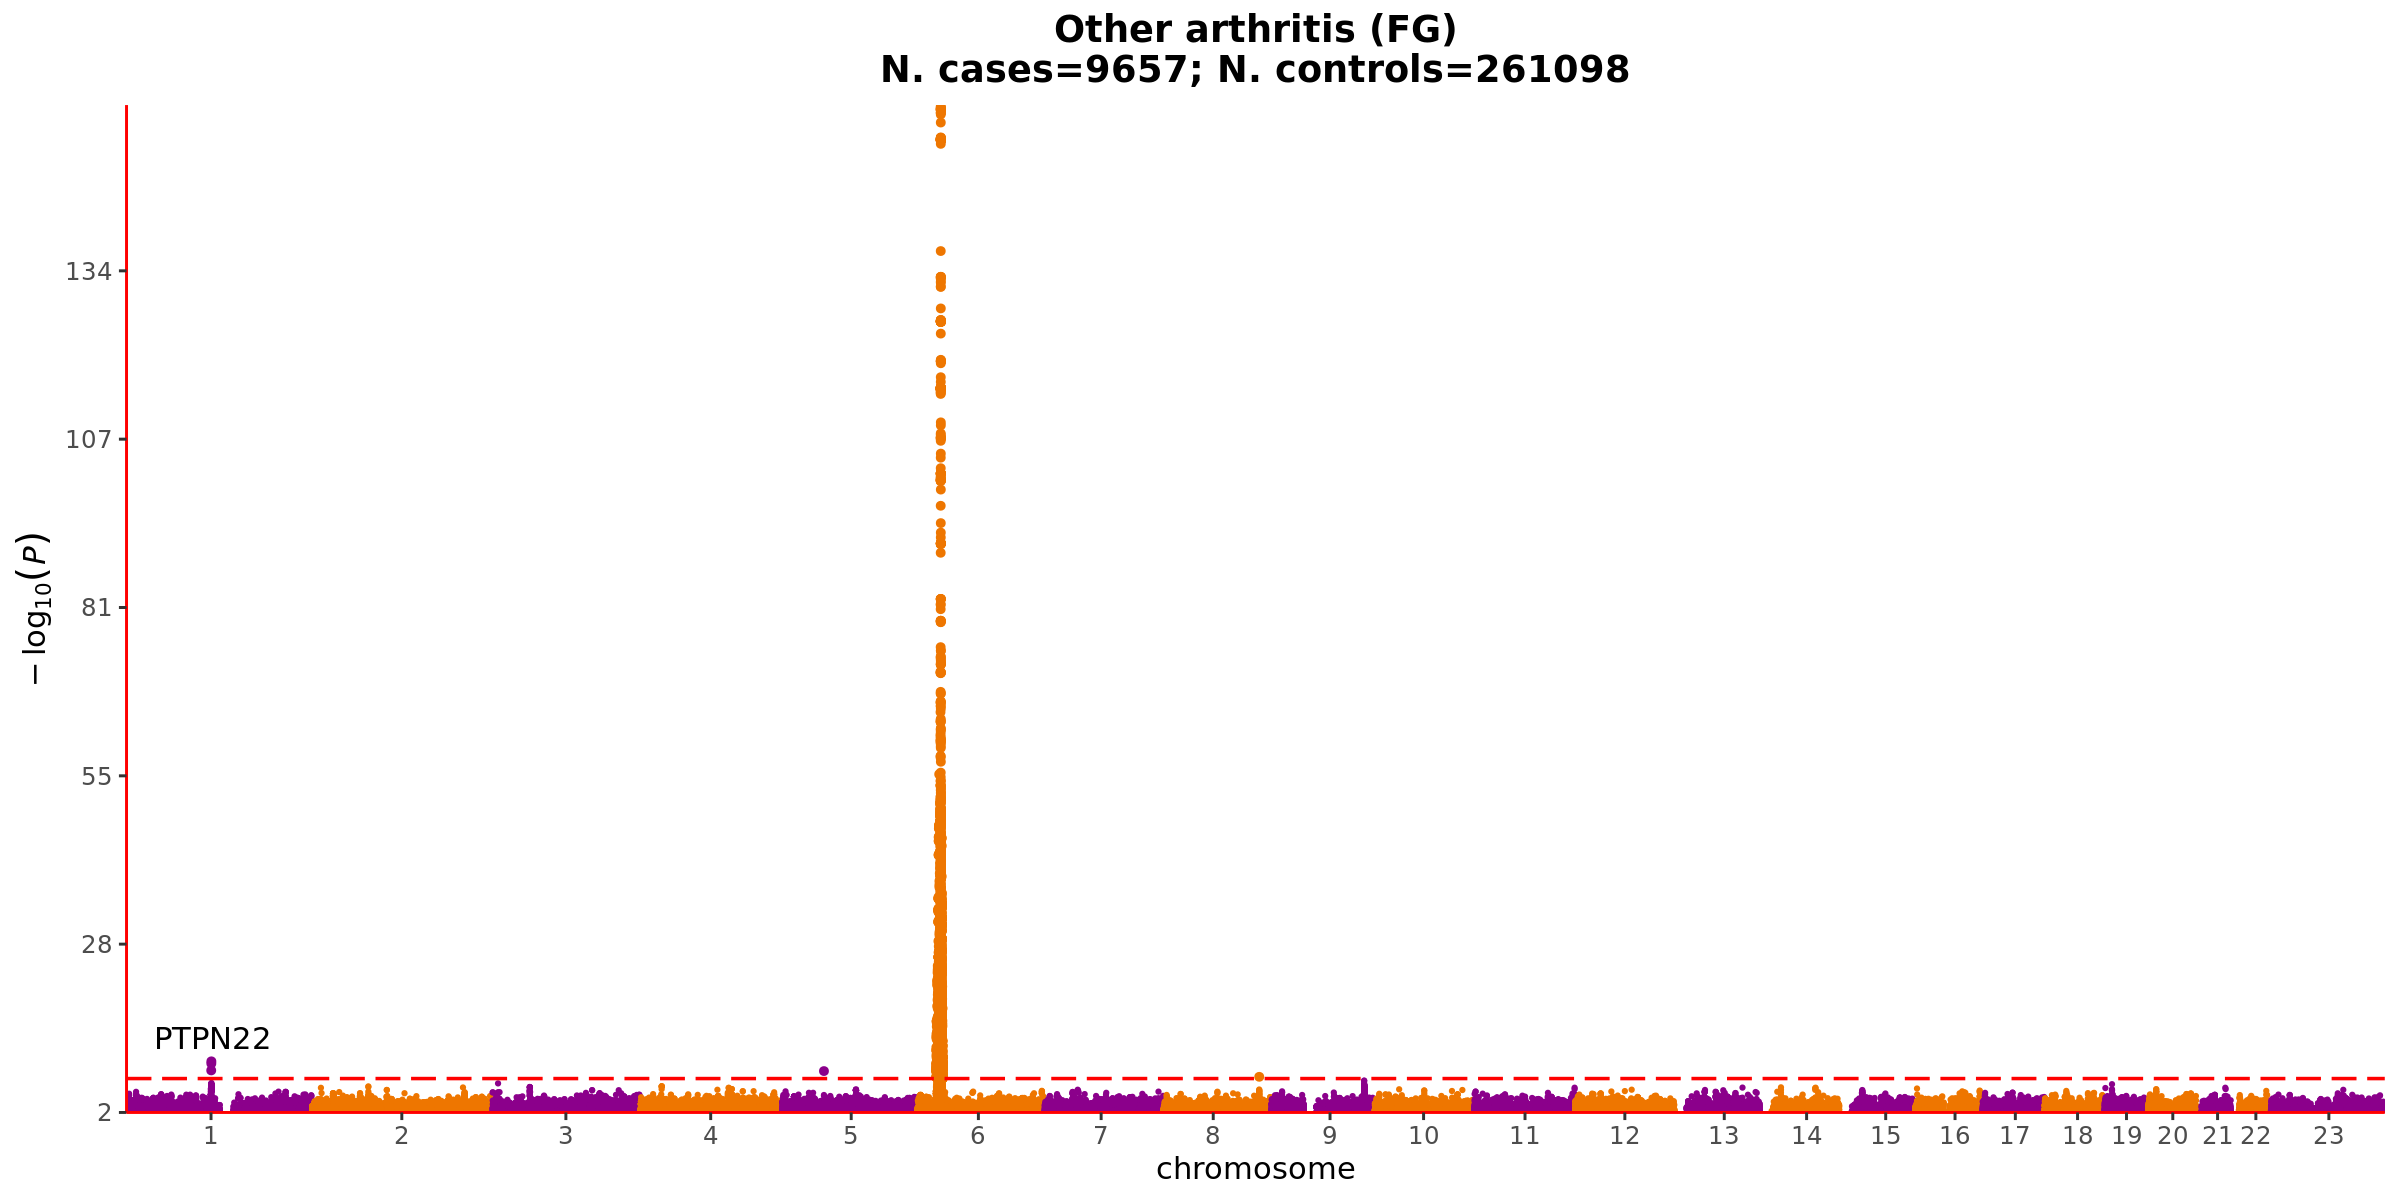 Other arthritis (FG)
N. cases=9657; N. controls=261098
134
107
81
55
28
2
−log10(P)
PTPN22
1 2 3 4 5 6 7 8 9 10 11 12 13 14 15 16 17 18 19 20 21 22 23
chromosome